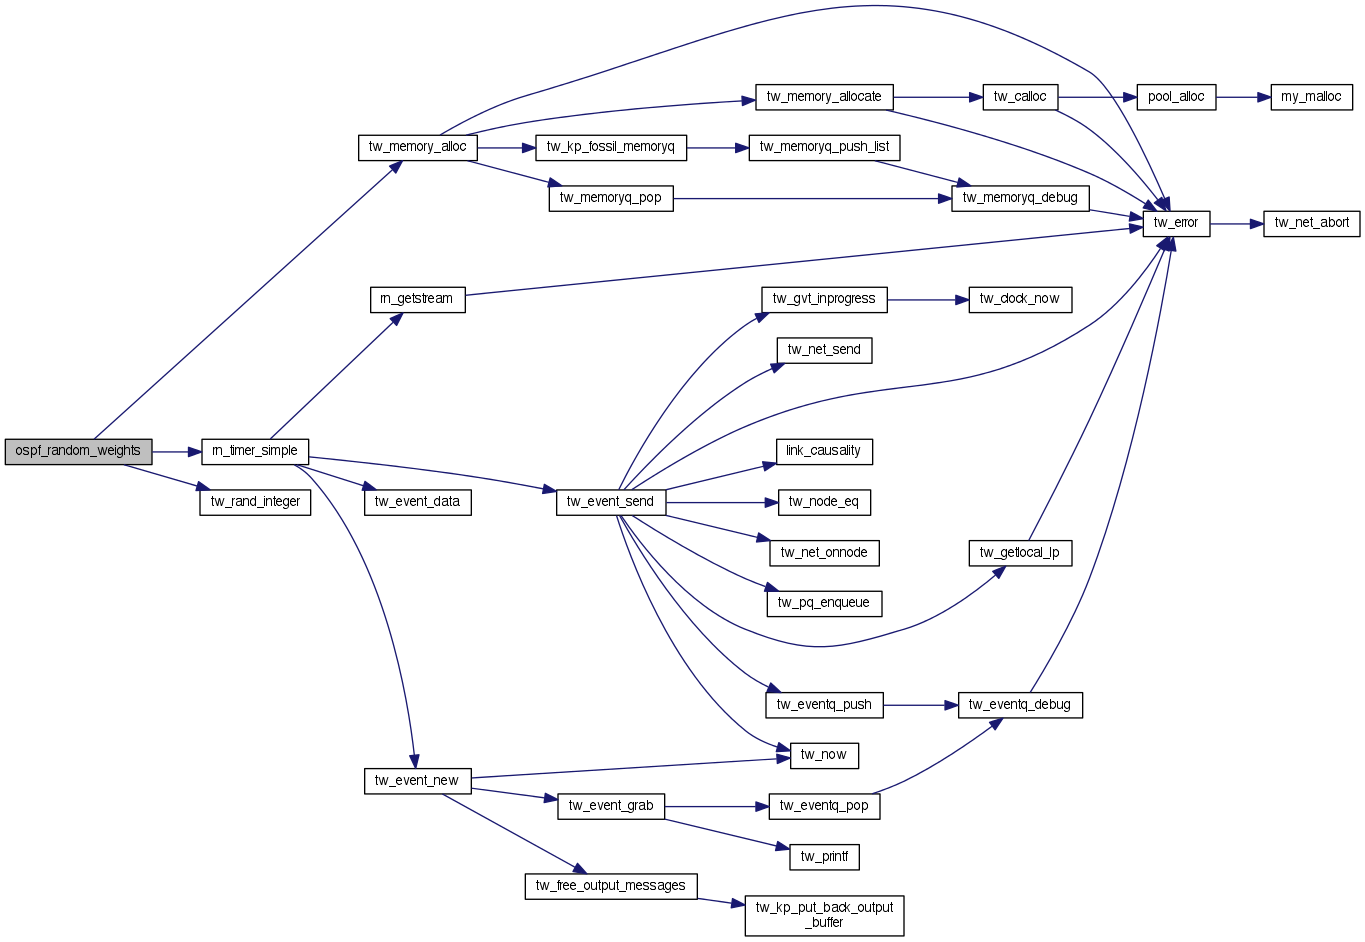 tw_memory_allocate
tw_calloc
pool_alloc
my_malloc
tw_memory_alloc
tw_kp_fossil_memoryq
tw_memoryq_push_list
tw_memoryq_pop
tw_memoryq_debug
tw_error
tw_net_abort
rn_getstream
tw_gvt_inprogress
tw_clock_now
tw_net_send
ospf_random_weights
rn_timer_simple
link_causality
tw_rand_integer
tw_event_data
tw_event_send
tw_node_eq
tw_net_onnode
tw_getlocal_lp
tw_pq_enqueue
tw_eventq_push
tw_eventq_debug
tw_now
tw_event_new
tw_event_grab
tw_eventq_pop
tw_printf
tw_free_output_messages
tw_kp_put_back_output
_buffer